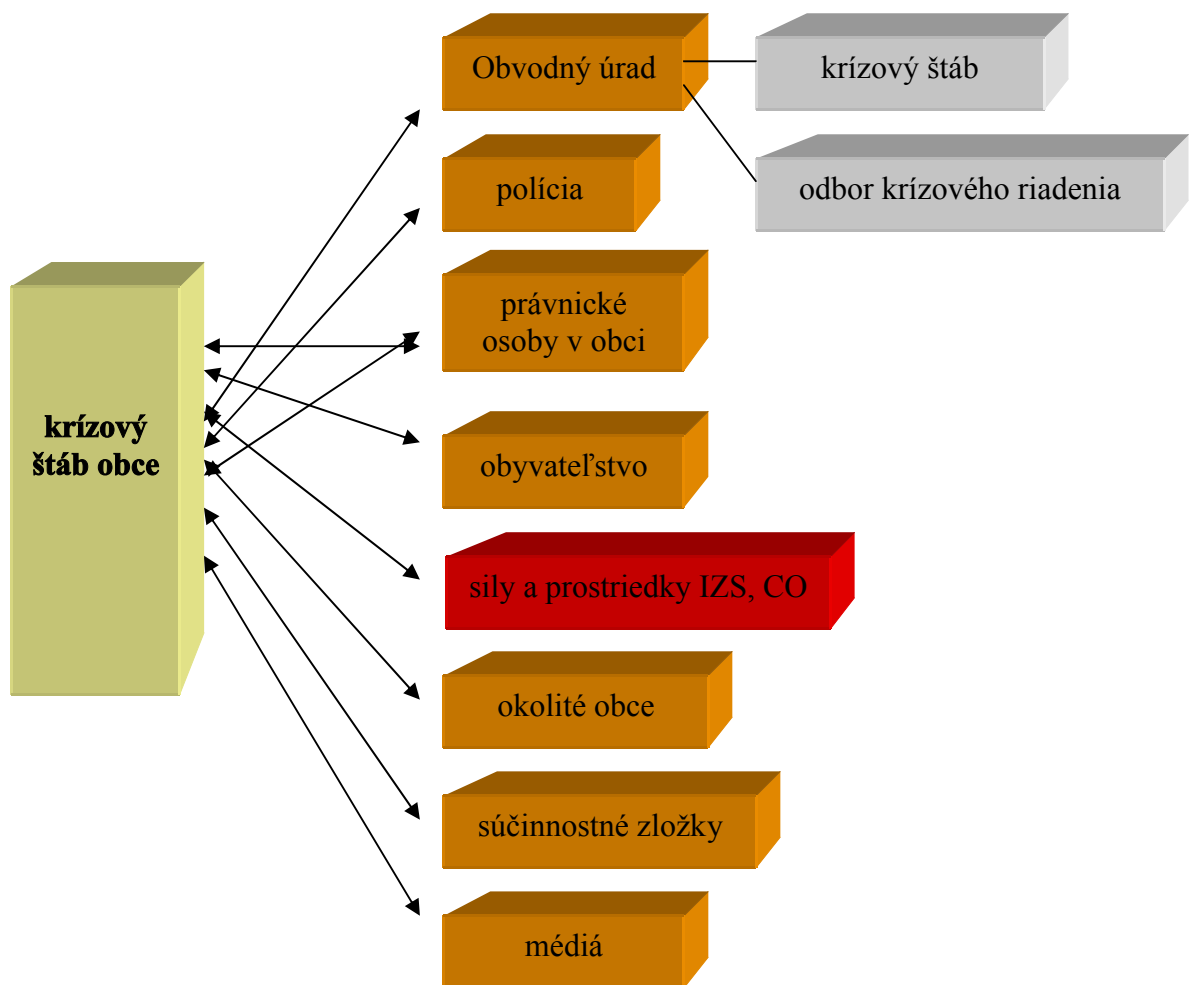 krízový
štáb obce
Obvodný úrad
krízový štáb
odbor krízového riadenia
polícia
právnické
osoby v obci
obyvateľstvo
sily a prostriedky IZS, CO
okolité obce
súčinnostné zložky
médiá